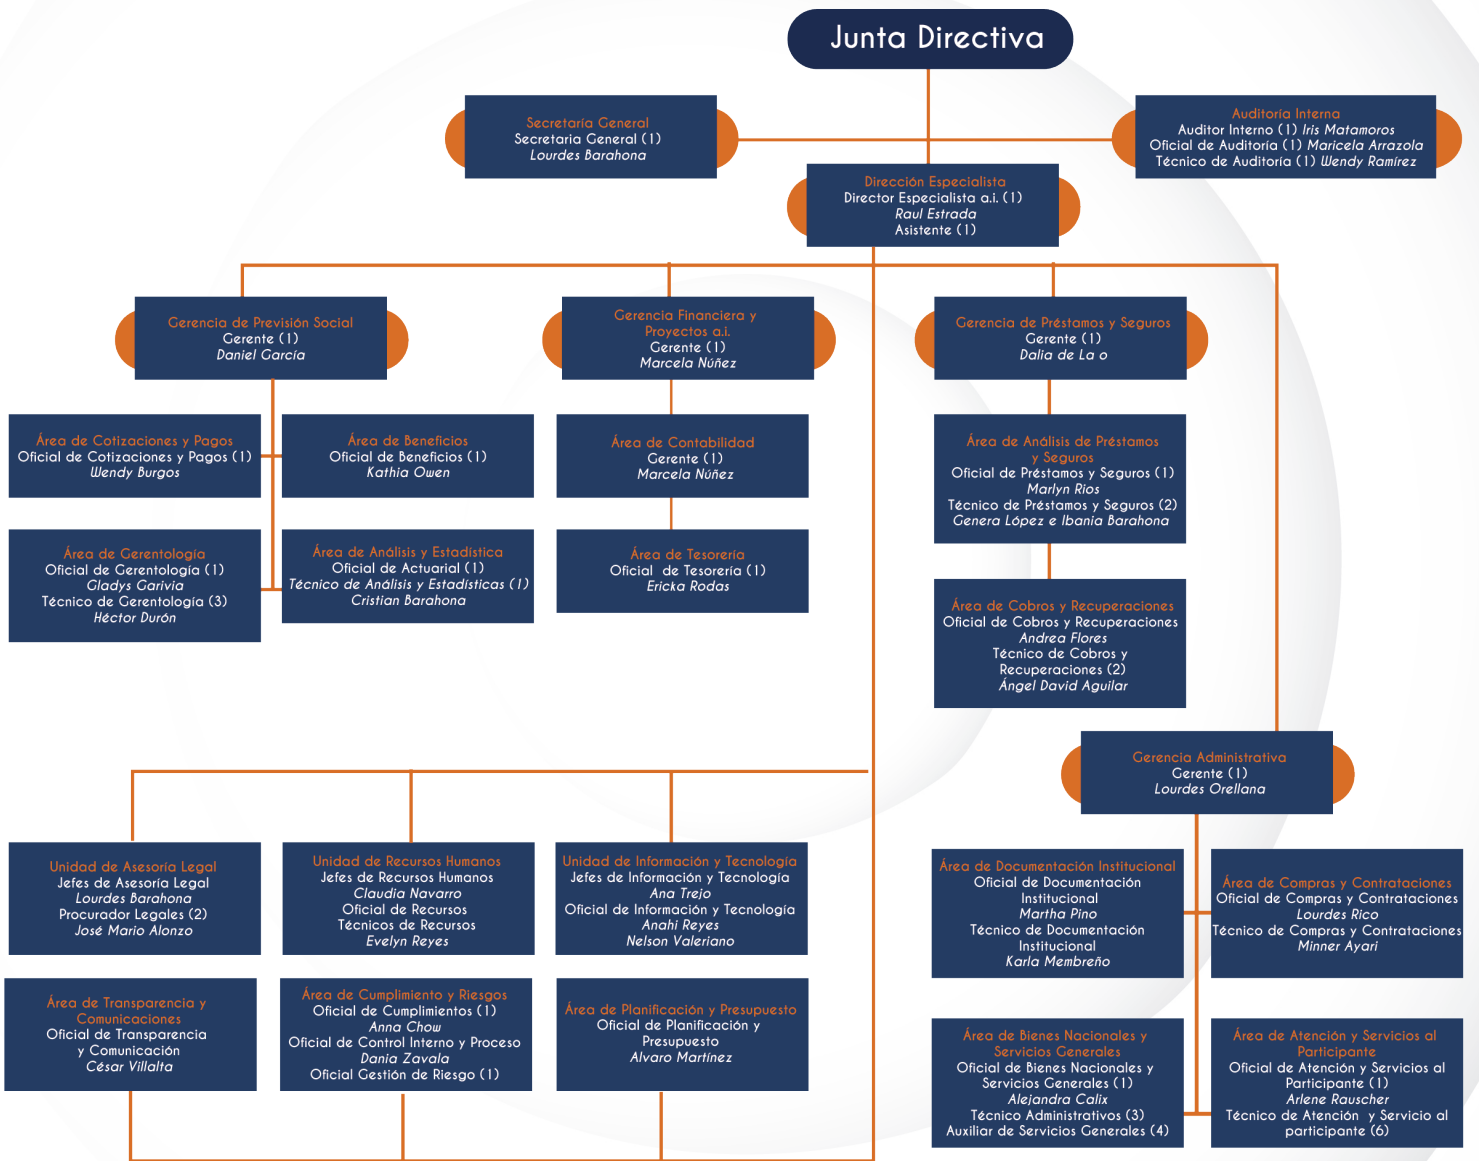 Junta Directiva
Secretaría General
Secretaria General (1)
Lourdes Barahona
Auditoría Interna
Auditor Interno (1) Iris Matamoros
Oficial de Auditoría (1) Maricela Arrazola
Técnico de Auditoría (1) Wendy Ramírez
Dirección Especialista
Director Especialista a.i. (1)
Raul Estrada
Asistente (1)
Gerencia de Previsión Social
Gerente (1)
Daniel García
Gerencia Financiera y
Proyectos a.i.
Gerente (1)
Marcela Núñez
Gerencia de Préstamos y Seguros
Gerente (1)
Dalia de La o
Área de Cotizaciones y Pagos
Oficial de Cotizaciones y Pagos (1)
Wendy Burgos
Área de Beneficios
Oficial de Beneficios (1)
Kathia Owen
Área de Contabilidad
Gerente (1)
Marcela Núñez
Área de Análisis de Préstamos
y Seguros
Oficial de Préstamos y Seguros (1)
Marlyn Rios
Técnico de Préstamos y Seguros (2)
Genera López e Ibania Barahona
Área de Gerentología
Oficial de Gerentología (1)
Gladys Garivia
Técnico de Gerentología (3)
Héctor Durón
Área de Análisis y Estadística
Oficial de Actuarial (1)
Técnico de Análisis y Estadísticas (1)
Cristian Barahona
Área de Tesorería
Oficial de Tesorería (1)
Ericka Rodas
Área de Cobros y Recuperaciones
Oficial de Cobros y Recuperaciones
Andrea Flores
Técnico de Cobros y
Recuperaciones (2)
Ángel David Aguilar
Gerencia Administrativa
Gerente (1)
Lourdes Orellana
Unidad de Asesoría Legal
Jefes de Asesoría Legal
Lourdes Barahona
Procurador Legales (2)
José Mario Alonzo
Unidad de Recursos Humanos
Jefes de Recursos Humanos
Claudia Navarro
Oficial de Recursos
Técnicos de Recursos
Evelyn Reyes
Unidad de Información y Tecnología
Jefes de Información y Tecnología
Ana Trejo
Oficial de Información y Tecnología
Anahi Reyes
Nelson Valeriano
Área de Documentación Institucional
Oficial de Documentación
Institucional
Martha Pino
Técnico de Documentación
Institucional
Karla Membreño
Área de Compras y Contrataciones
Oficial de Compras y Contrataciones
Lourdes Rico
Técnico de Compras y Contrataciones
Minner Ayari
Área de Transparencia y
Comunicaciones
Oficial de Transparencia
y Comunicación
César Villalta
Área de Cumplimiento y Riesgos
Oficial de Cumplimientos (1)
Anna Chow
Oficial de Control Interno y Proceso
Dania Zavala
Oficial Gestión de Riesgo (1)
Área de Planificación y Presupuesto
Oficial de Planificación y
Presupuesto
Alvaro Martínez
Área de Bienes Nacionales y
Servicios Generales
Oficial de Bienes Nacionales y
Servicios Generales (1)
Alejandra Calix
Técnico Administrativos (3)
Auxiliar de Servicios Generales (4)
Área de Atención y Servicios al
Participante
Oficial de Atención y Servicios al
Participante (1)
Arlene Rauscher
Técnico de Atención y Servicio al
participante (6)